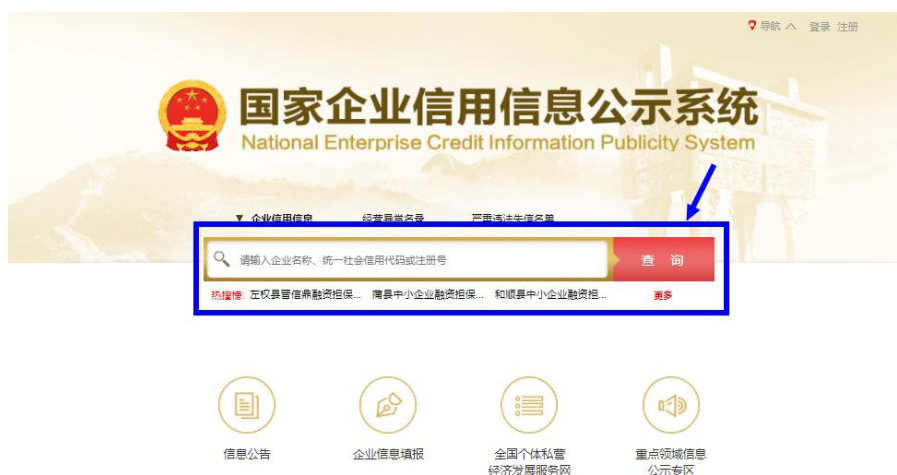 导航 登录 注册
国家企业信用信息公示系统
National Enterprise Credit Information Publicity System
企业信用信息 经营异常名录 严重违法失信名单
请输入企业名称、统一社会信用代码或注册号 查 询
热搜榜: 左权县晋信鼎融资担保... 蒲县中小企业融资担保... 和顺县中小企业融资担... 更多
信息公告 企业信息填报 全国个体私营 重点领域信息
经济发展服务网 公示专区